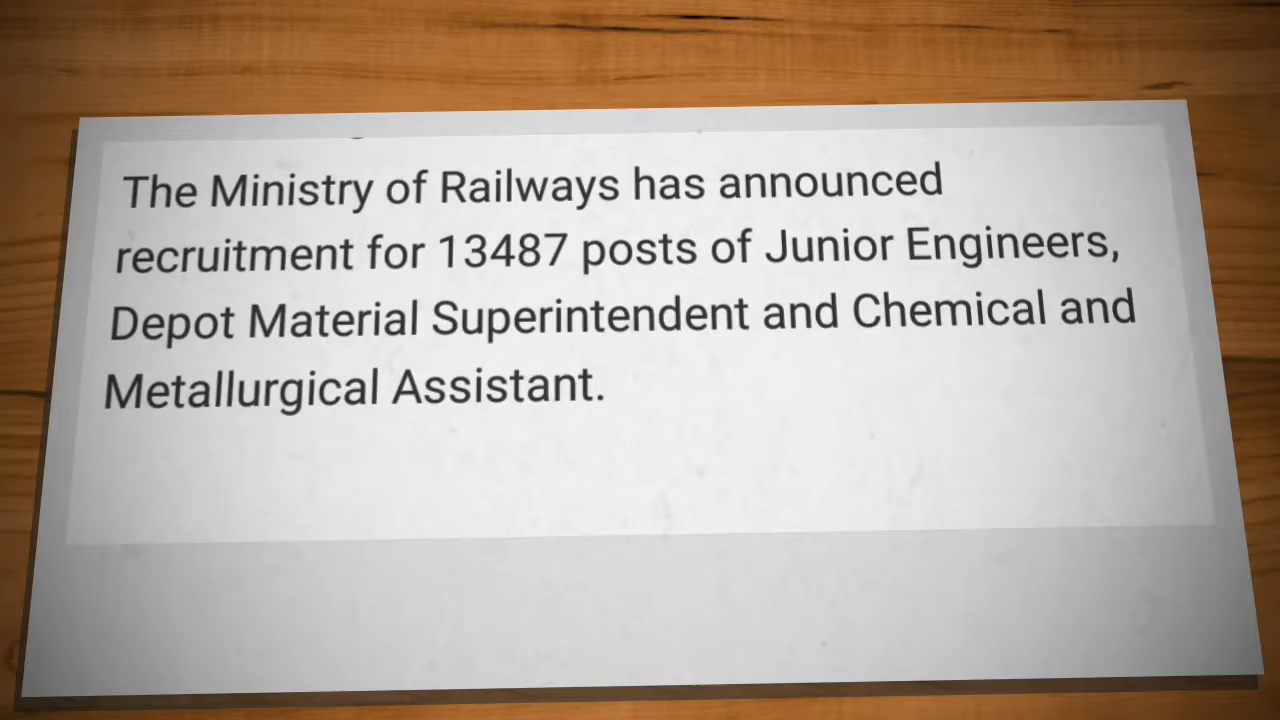 The Ministry of Railways has announced
recruitment for 13487 posts of Junior Engineers,
Depot Material Superintendent and Chemical and
Metallurgical Assistant.